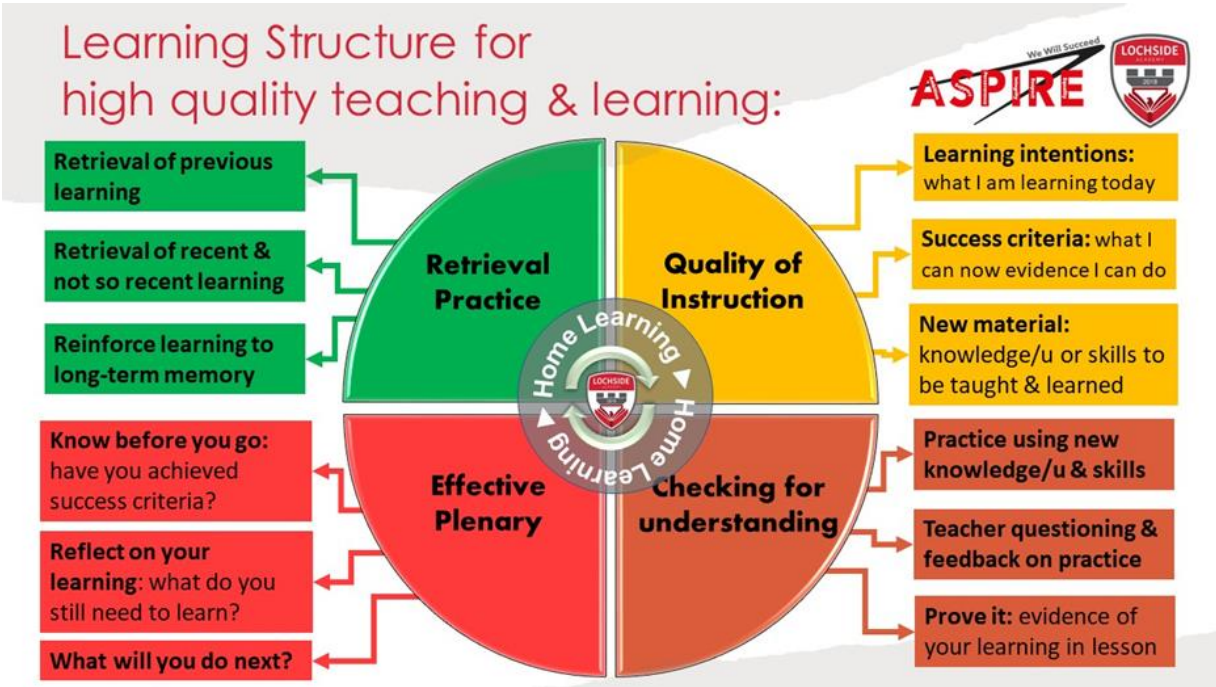 Learning Structure for
high quality teaching & learning:
We Will Succeed
ASPIRE
LOCHSIDE
ACADEMY
2018
Retrieval of previous
learning
Retrieval of recent &
not so recent learning
Reinforce learning to
long-term memory
Retrieval
Practice
Quality of
Instruction
Learning intentions:
what I am learning today
Success criteria: what I
can now evidence I can do
New material:
knowledge/u or skills to
be taught & learned
Home Learning
Home Learning
LOCHSIDE
Know before you go:
have you achieved
success criteria?
Reflect on your
learning: what do you
still need to learn?
What will you do next?
Effective
Plenary
Checking for
understanding
Practice using new
knowledge/u & skills
Teacher questioning &
feedback on practice
Prove it: evidence of
your learning in lesson